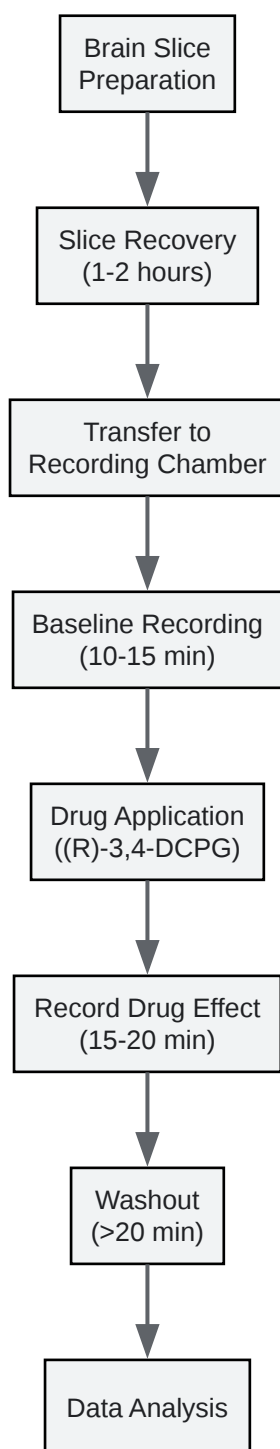 Brain Slice
Preparation
Slice Recovery
(1-2 hours)
Transfer to
Recording Chamber
Baseline Recording
(10-15 min)
Drug Application
((R)-3,4-DCPG)
Record Drug Effect
(15-20 min)
Washout
(>20 min)
Data Analysis